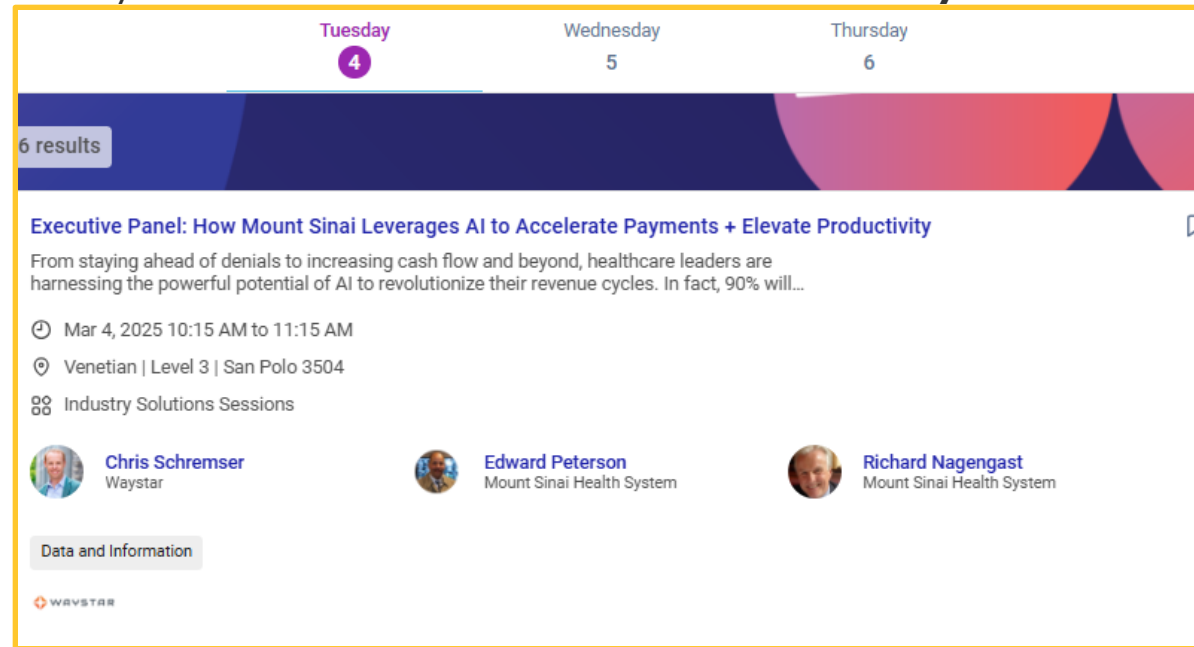 Tuesday Wednesday Thursday
4 5 6
6 results
Executive Panel: How Mount Sinai Leverages AI to Accelerate Payments + Elevate Productivity
From staying ahead of denials to increasing cash flow and beyond, healthcare leaders are
harnessing the powerful potential of AI to revolutionize their revenue cycles. In fact, 90% will...
Mar 4, 2025 10:15 AM to 11:15 AM
Venetian | Level 3 | San Polo 3504
Industry Solutions Sessions
Chris Schremser Edward Peterson Richard Nagengast
Waystar Mount Sinai Health System Mount Sinai Health System
Data and Information
WAYSTAR